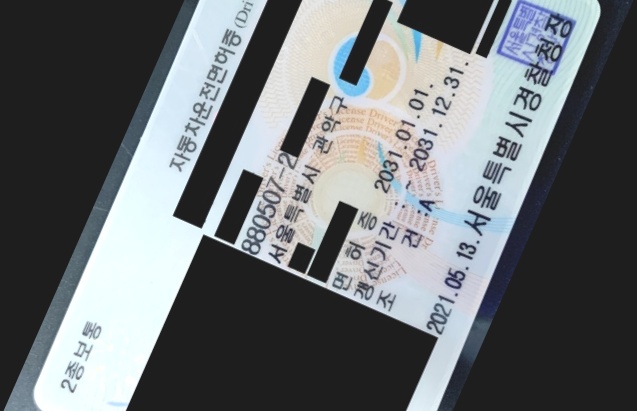 2종보통
자동차운전면허증 (Dri
880507-2
서울특별시 관악구
면 허
갱신기간 : 2031.01.01.
~ 2031.12.31.
조 건 : A
2021.05.13. 서울특별시경찰청장